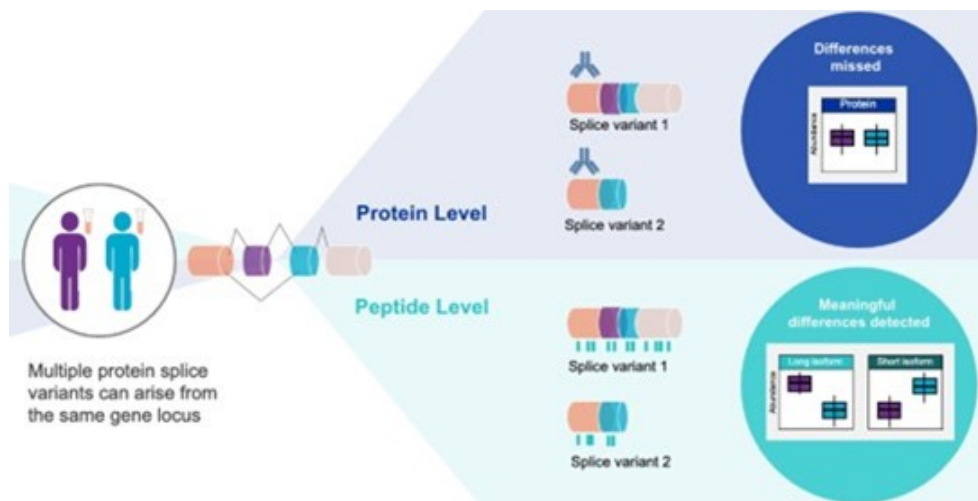 Differences
missed
Protein
Abundance
Splice variant 1
Splice variant 2
Protein Level
Peptide Level
Multiple protein splice
variants can arise from
the same gene locus
Splice variant 1
Splice variant 2
Meaningful
differences detected
Long isoform
Short isoform
Abundance